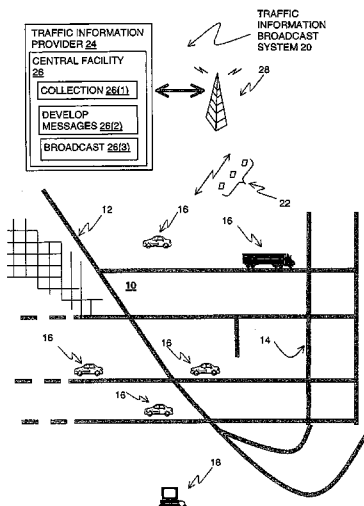 TRAFFIC
INFORMATION
BROADCAST
SYSTEM 20
TRAFFIC INFORMATION
PROVIDER 24
CENTRAL FACILITY
26
COLLECTION 26(1)
DEVELOP
MESSAGES 26(2)
BROADCAST 26(3)
28
22
12
16
16
10
16
16
14
16
18